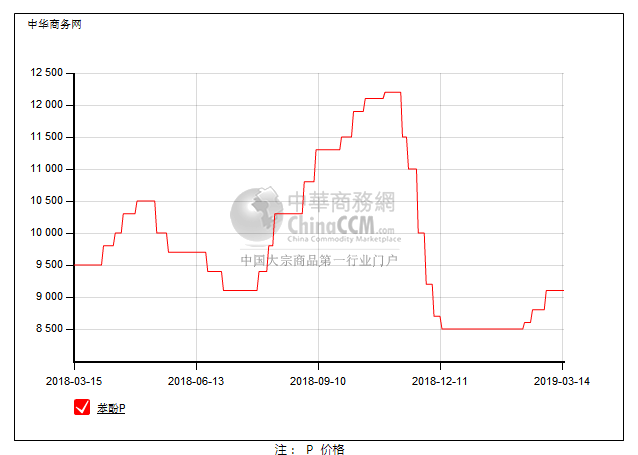 中华商务网
12 500
12 000
11 500
11 000
10 500
10 000
9 500
9 000
8 500
中華商務網
ChinaCCM.com
China Commodity Marketplace
中国大宗商品第一行业门户
2018-03-15
2018-06-13
2018-09-10
2018-12-11
2019-03-14
苯酚P
注： P 价格